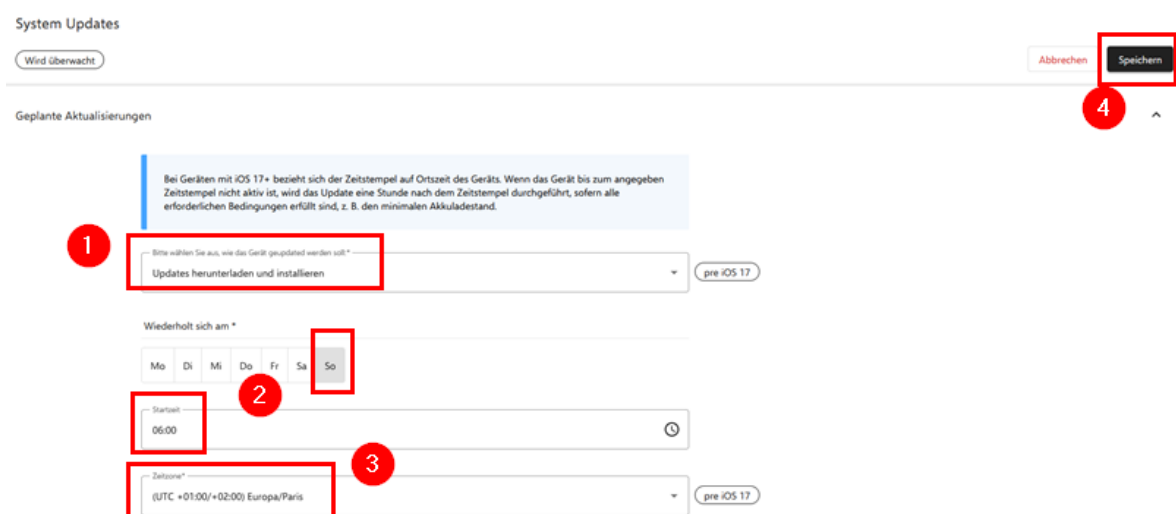 System Updates
Wird überwacht
Abbrechen
Speichern
4
Geplante Aktualisierungen
Bei Geräten mit iOS 17+ bezieht sich der Zeitstempel auf Ortszeit des Geräts. Wenn das Gerät bis zum angegeben
Zeitstempel nicht aktiv ist, wird das Update eine Stunde nach dem Zeitstempel durchgeführt, sofern alle
erforderlichen Bedingungen erfüllt sind, z. B. den minimalen Akkuladestand.
1
Bitte wählen Sie aus, wie das Gerät geupdated werden soll:*
Updates herunterladen und installieren
pre iOS 17
Wiederholt sich am *
Mo Di Mi Do Fr Sa So
2
Startzeit
06:00
3
Zeitzone*
(UTC +01:00/+02:00) Europa/Paris
pre iOS 17